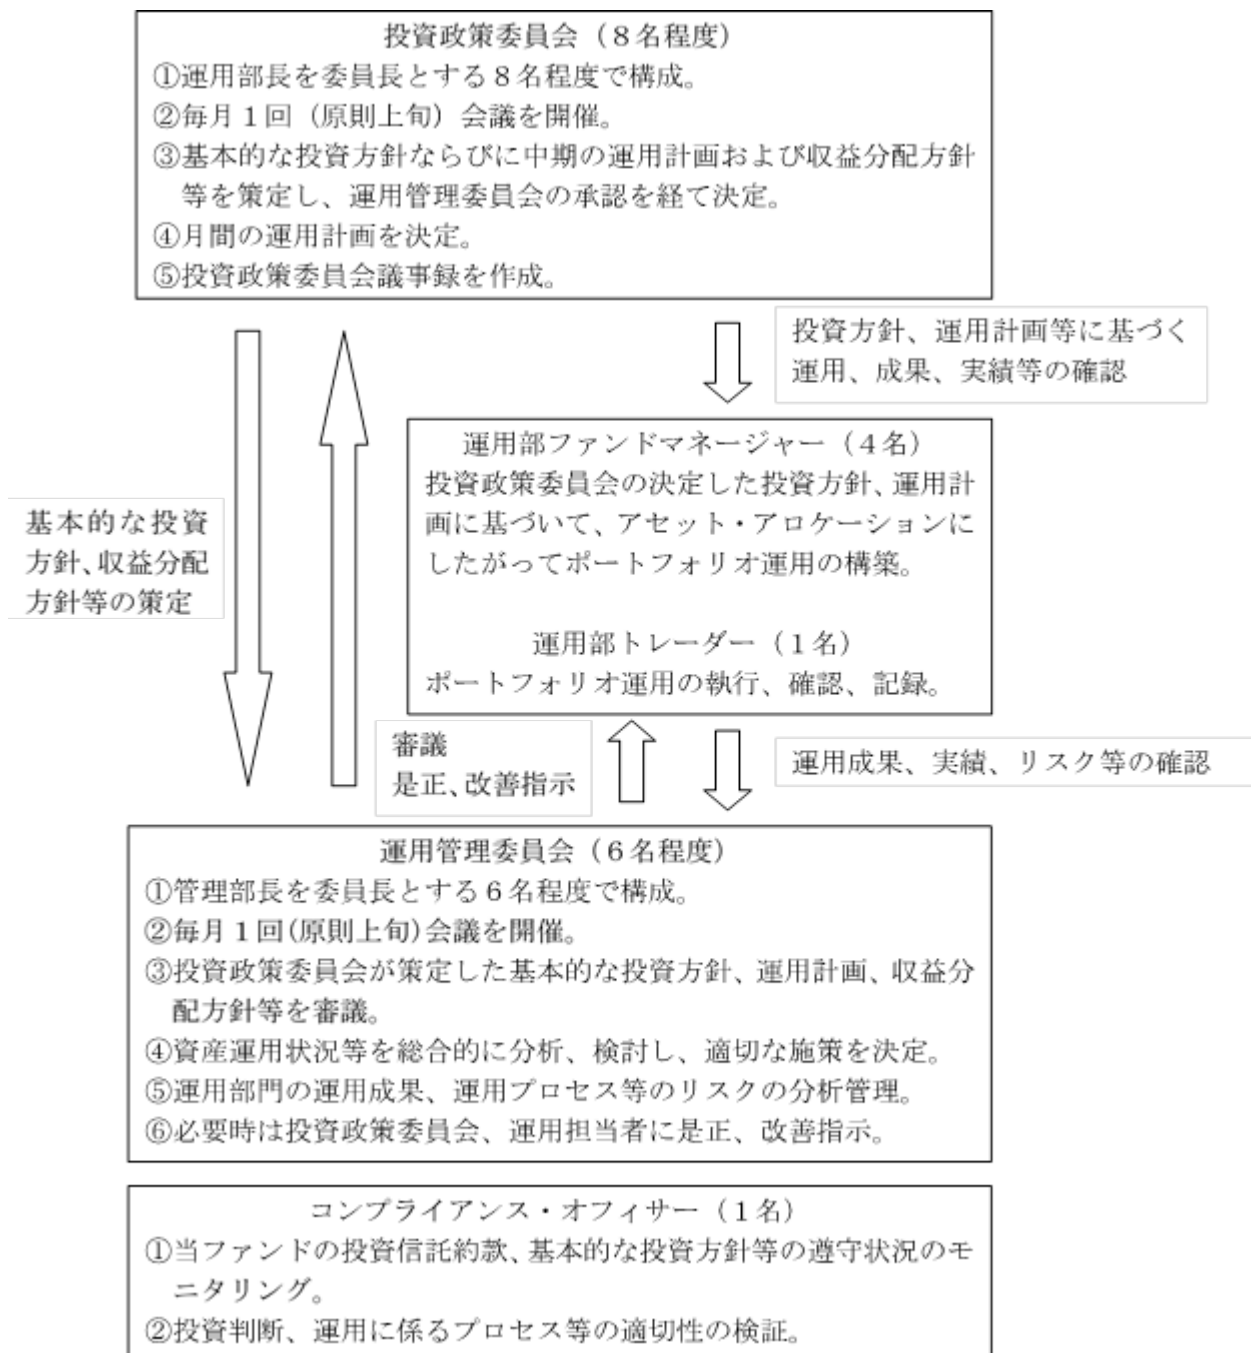 投資政策委員会（８名程度）
①運用部長を委員長とする８名程度で構成。
②毎月１回（原則上旬）会議を開催。
③基本的な投資方針ならびに中期の運用計画および収益分配方針
等を策定し、運用管理委員会の承認を経て決定。
④月間の運用計画を決定。
⑤投資政策委員会議事録を作成。
投資方針、運用計画等に基づく
運用、成果、実績等の確認
運用部ファンドマネージャー（４名）
投資政策委員会の決定した投資方針、運用計
画に基づいて、アセット・アロケーションに
したがってポートフォリオ運用の構築。
運用部トレーダー（１名）
ポートフォリオ運用の執行、確認、記録。
基本的な投資
方針、収益分配
方針等の策定
審議
是正、改善指示
運用成果、実績、リスク等の確認
運用管理委員会（６名程度）
①管理部長を委員長とする６名程度で構成。
②毎月１回(原則上旬)会議を開催。
③投資政策委員会が策定した基本的な投資方針、運用計画、収益分
配方針等を審議。
④資産運用状況等を総合的に分析、検討し、適切な施策を決定。
⑤運用部門の運用成果、運用プロセス等のリスクの分析管理。
⑥必要時は投資政策委員会、運用担当者に是正、改善指示。
コンプライアンス・オフィサー（１名）
①当ファンドの投資信託約款、基本的な投資方針等の遵守状況のモ
ニタリング。
②投資判断、運用に係るプロセス等の適切性の検証。